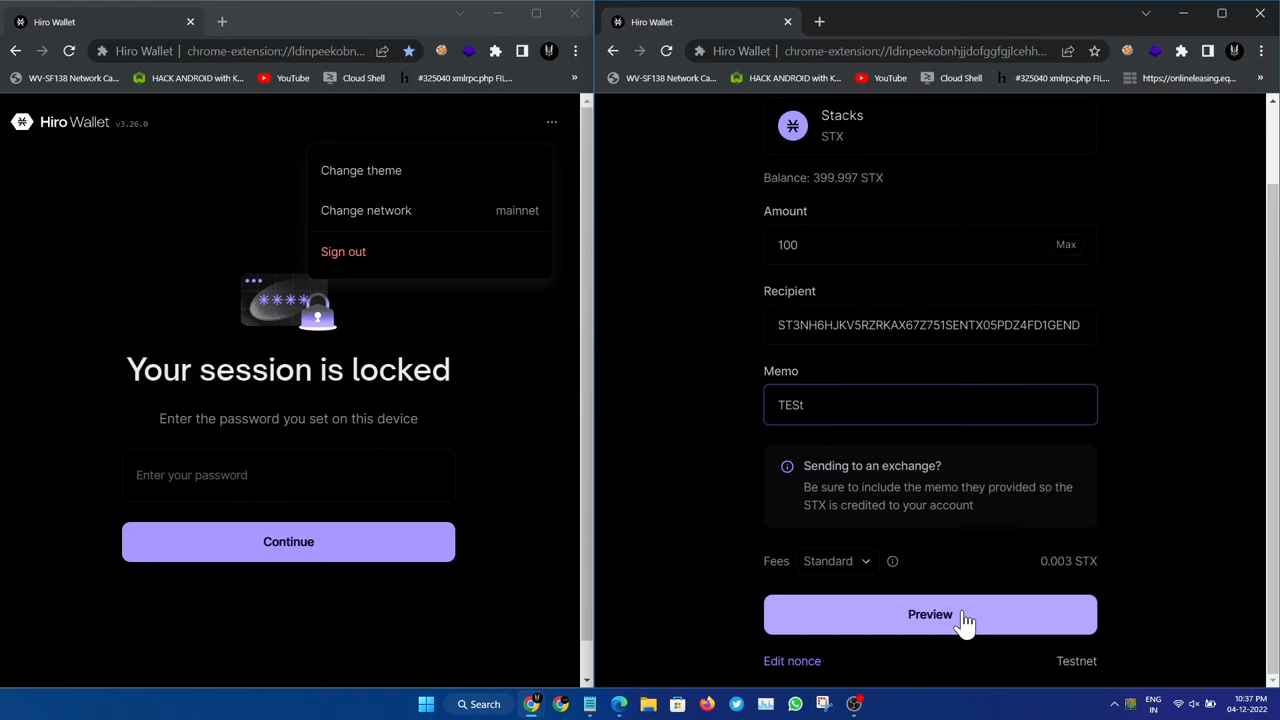 Hiro Wallet
Hiro Wallet chrome-extension://ldinpeekobn...
WV-SF138 Network Ca...
HACK ANDROID with K...
YouTube
Cloud Shell
#325040 xmlrpc.php FIL...
»
Hiro Wallet v3.26.0
Change theme
Change network mainnet
Sign out
Your session is locked
Enter the password you set on this device
Enter your password
Continue
Hiro Wallet
Hiro Wallet chrome-extension://ldinpeekobnhjjdofggfgjlcehh...
WV-SF138 Network Ca...
HACK ANDROID with K...
YouTube
Cloud Shell
#325040 xmlrpc.php FIL...
https://onlineleasing.eq...
»
Stacks
STX
Balance: 399.997 STX
Amount
100 Max
Recipient
ST3NH6HJKV5RZRKAX67Z751SENTX05PDZ4FD1GEND
Memo
TESt
Sending to an exchange?
Be sure to include the memo they provided so the
STX is credited to your account
Fees Standard 0.003 STX
Preview
Edit nonce Testnet
Search
ENG
IN
10:37 PM
04-12-2022